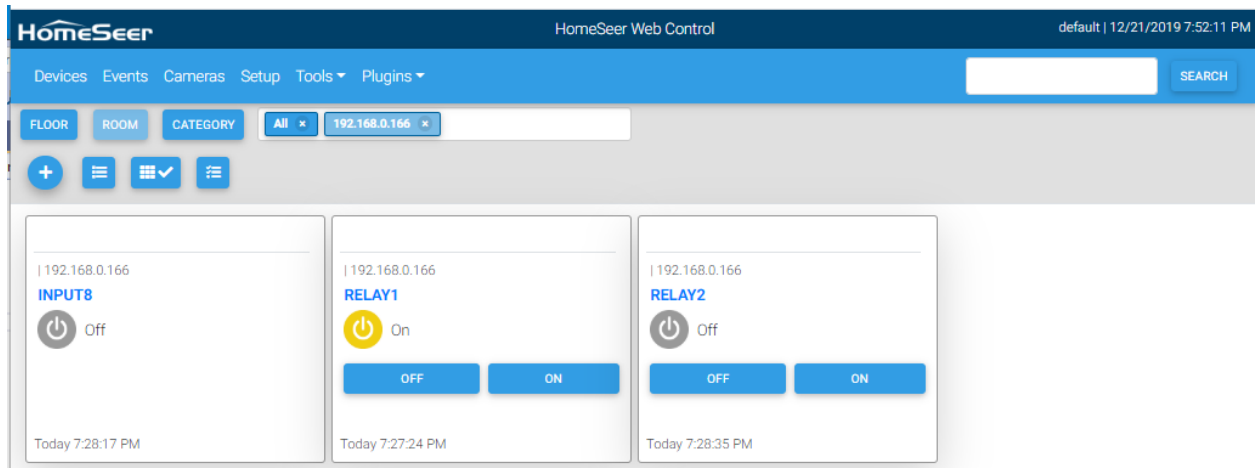 HomeSeer HomeSeer Web Control default | 12/21/2019 7:52:11 PM
Devices Events Cameras Setup Tools Plugins SEARCH
FLOOR ROOM CATEGORY All × 192.168.0.166 ×
| 192.168.0.166
INPUT8
Off
Today 7:28:17 PM
| 192.168.0.166
RELAY1
On
OFF ON
Today 7:27:24 PM
| 192.168.0.166
RELAY2
Off
OFF ON
Today 7:28:35 PM